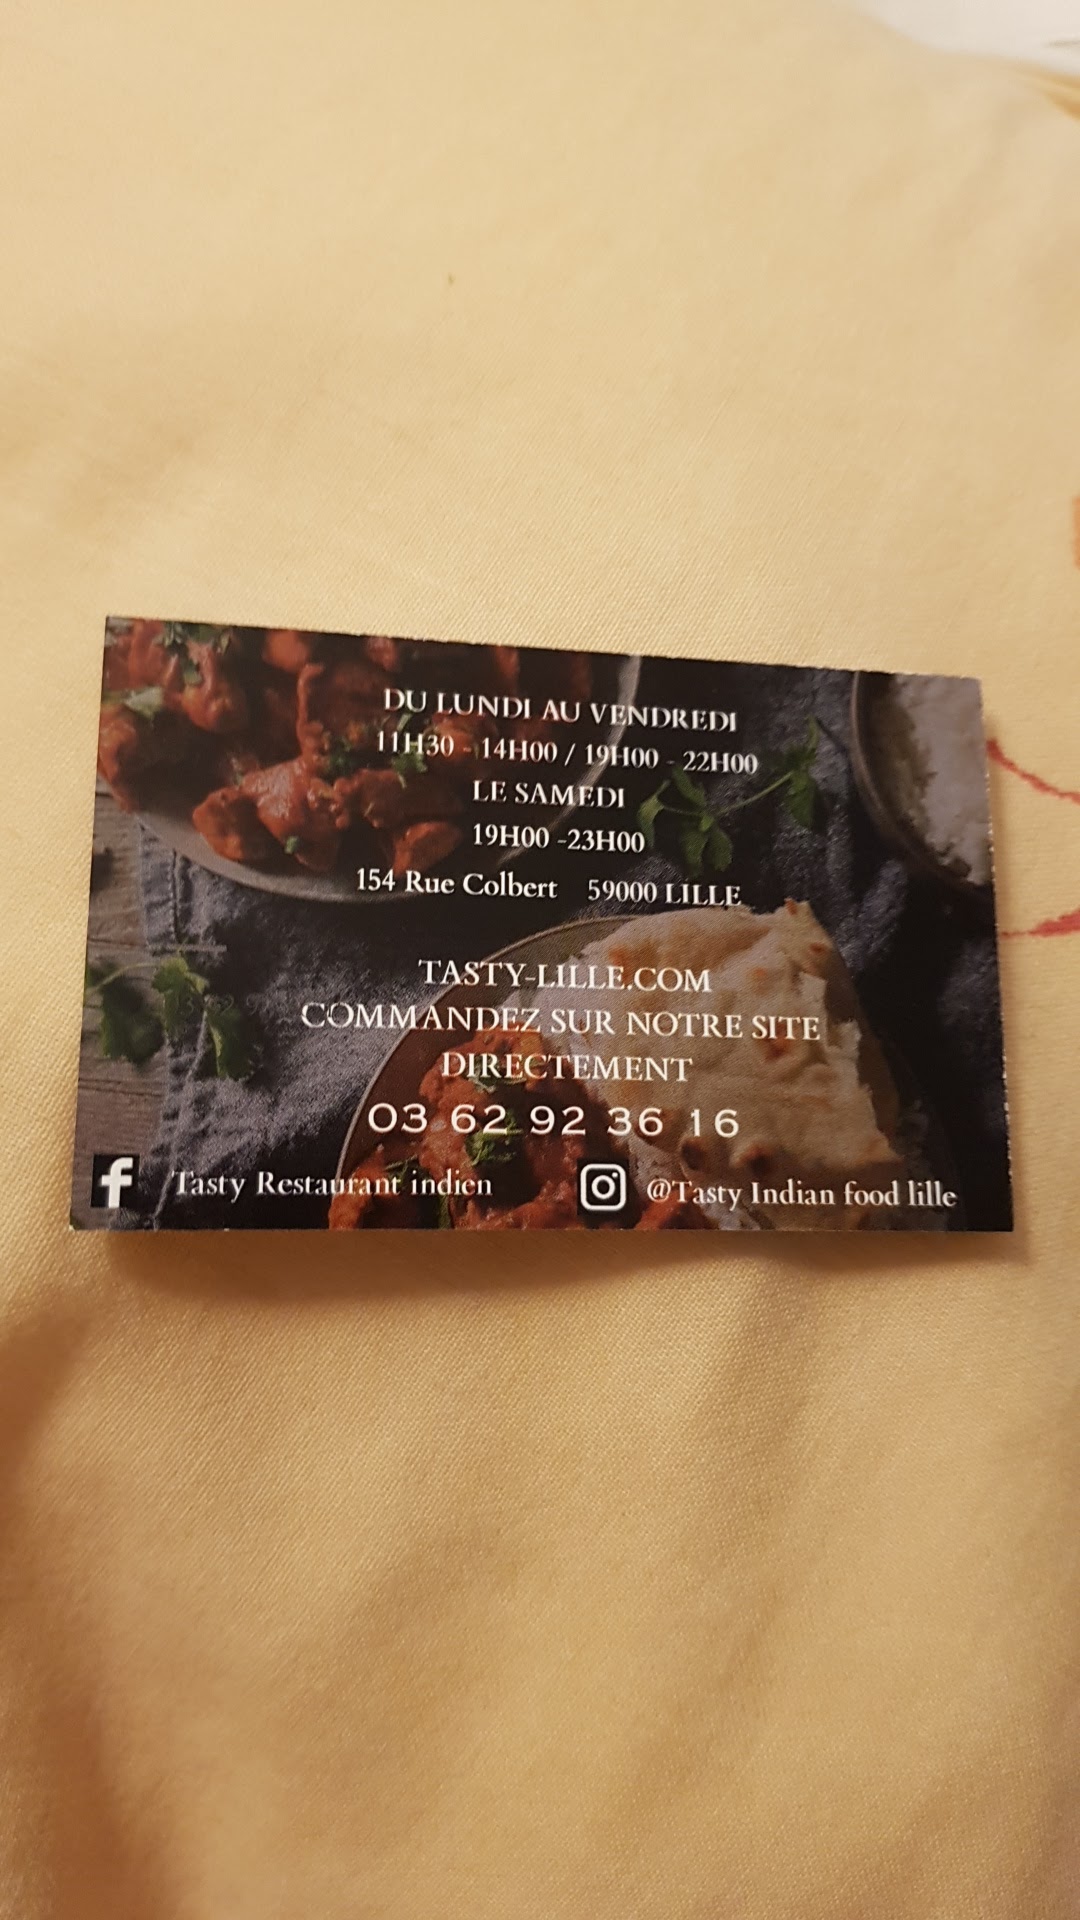 DU LUNDI AU VENDREDI
11H30 - 14H00 / 19H00 - 22H00
LE SAMEDI
19H00 -23H00
154 Rue Colbert 59000 LILLE
TASTY-LILLE.COM
COMMANDEZ SUR NOTRE SITE
DIRECTEMENT
03 62 92 36 16
f Tasty Restaurant indien @Tasty Indian food lille